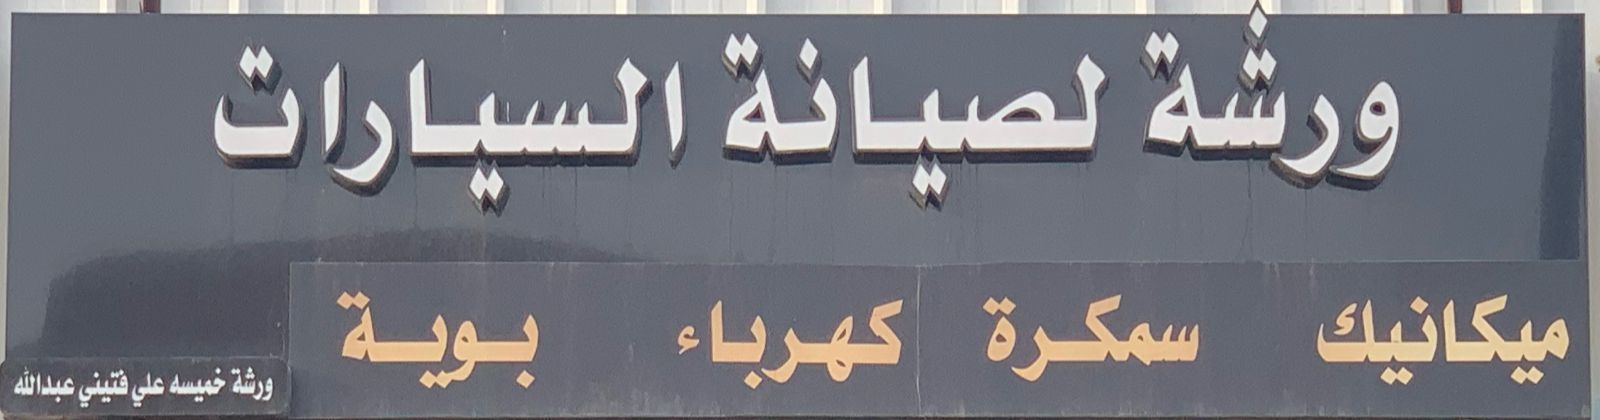 ورشة لصيانة السيارات
ميكانيك سمكرة كهرباء بوية
ورشة خميسه علي فتيني عبدالله